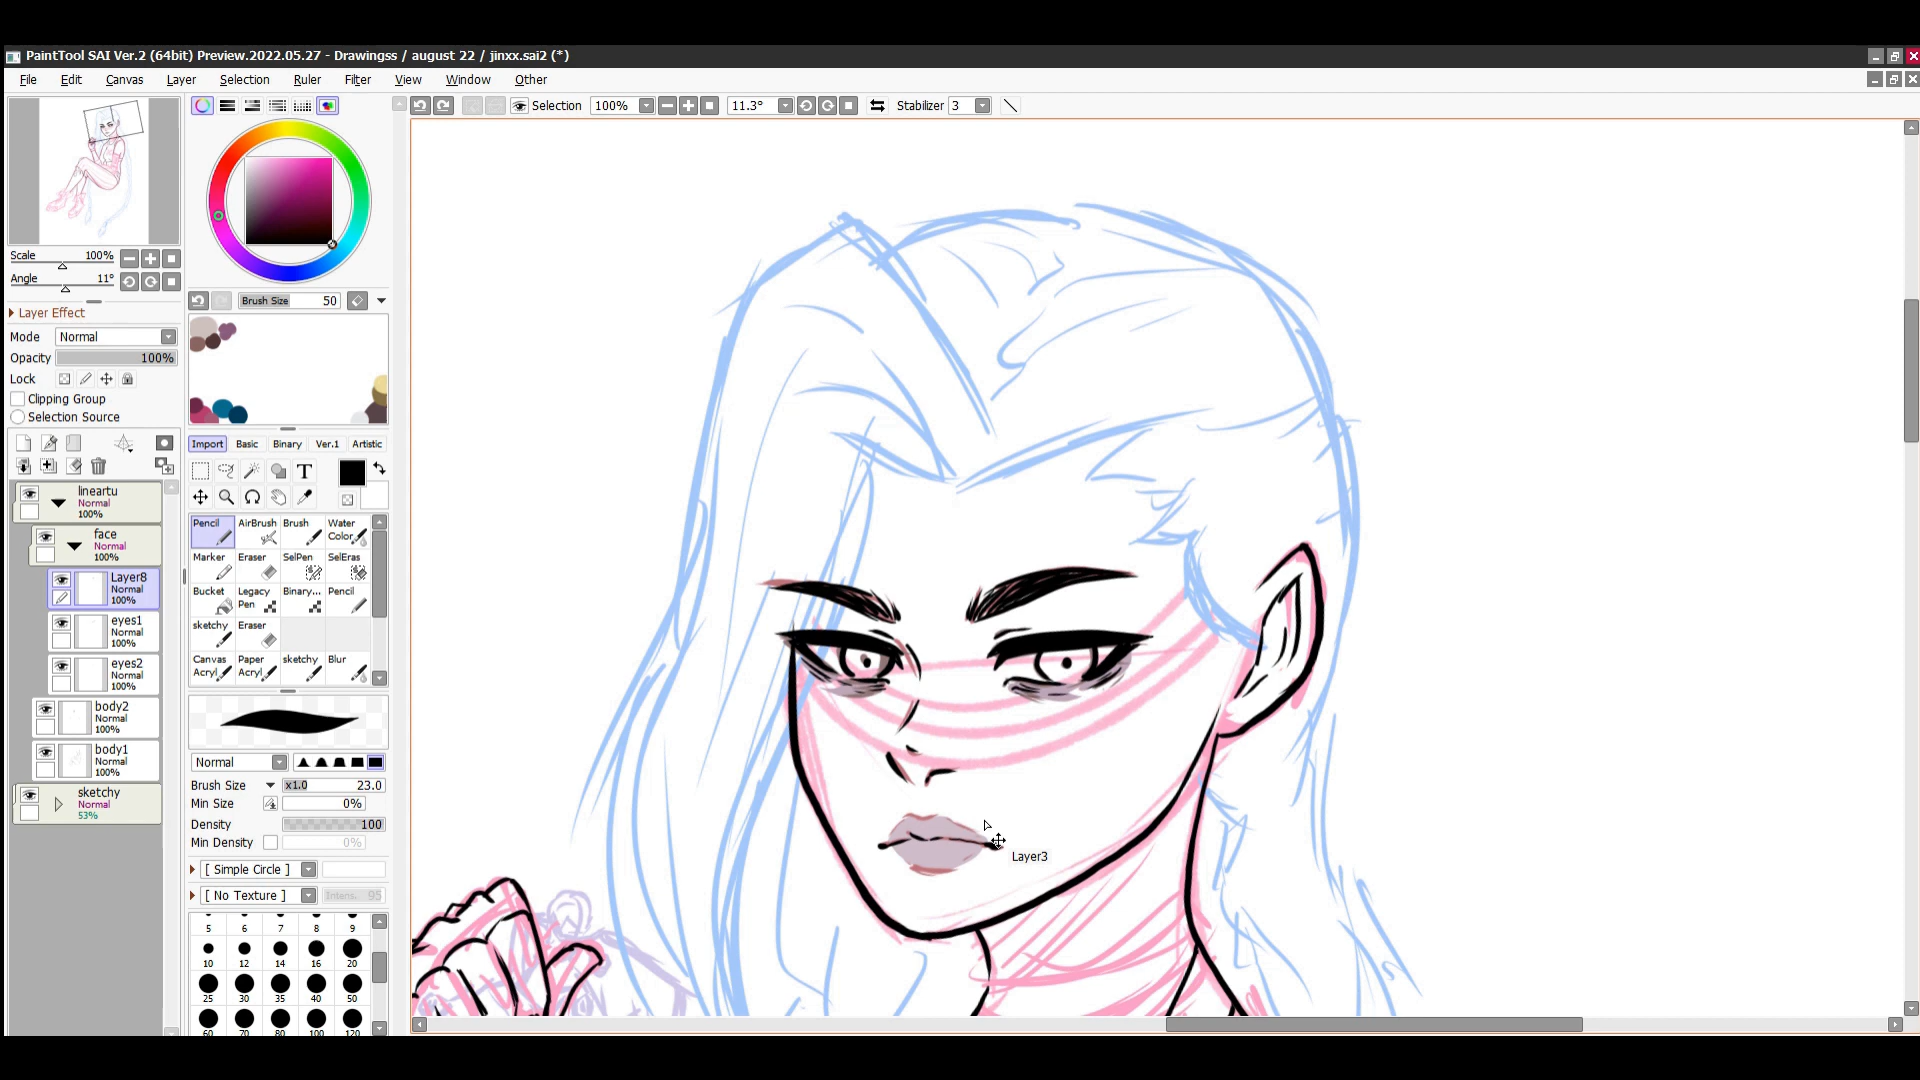 PaintTool SAI Ver.2 (64bit) Preview.2022.05.27 - Drawingss / august 22 / jinxx.sai2 (*)
File Edit Canvas Layer Selection Ruler Filter View Window Other
Selection 100% 11.3° Stabilizer 3
Scale 100%
Angle 11°
Layer Effect
Mode Normal
Opacity 100%
Lock
Clipping Group
Selection Source
lineartu
Normal
100%
face
Normal
100%
Layer8
Normal
100%
eyes1
Normal
100%
eyes2
Normal
100%
body2
Normal
100%
body1
Normal
100%
sketchy
Normal
53%
Brush Size 50
Import Basic Binary Ver.1 Artistic
T
Pencil AirBrush Brush Water Color
Marker Eraser SelPen SelEras
Bucket Legacy Pen Binary... Pencil
sketchy Eraser
Canvas Acryl Paper Acryl sketchy Blur
Normal
Brush Size x1.0 23.0
Min Size 0%
Density 100
Min Density 0%
[ Simple Circle ]
[ No Texture ] Intens. 95
5 6 7 8 9
10 12 14 16 20
25 30 35 40 50
60 70 80 100 120
Layer3